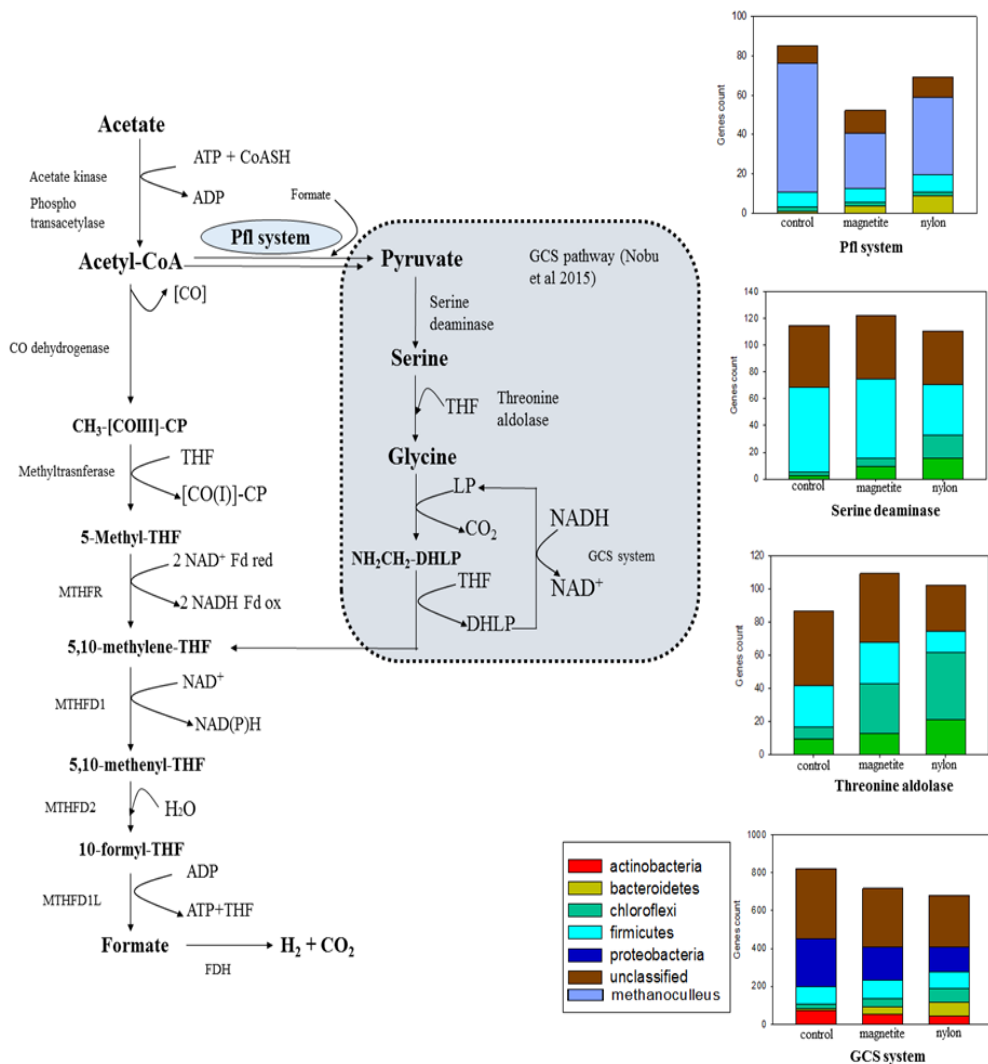 Acetate
Acetate kinase
Phospho
transacetylase
ATP + CoASH
ADP
Formate
Pfl system
Acetyl-CoA
[CO]
CO dehydrogenase
CH₃-[COIII]-CP
Methyltrasnferase
THF
[CO(I)]-CP
5-Methyl-THF
MTHFR
2 NAD⁺ Fd red
2 NADH Fd ox
5,10-methylene-THF
MTHFD1
NAD⁺
NAD(P)H
5,10-methenyl-THF
MTHFD2
H₂O
10-formyl-THF
MTHFD1L
ADP
ATP+THF
Formate
FDH
H₂ + CO₂
Pyruvate
GCS pathway (Nobu
et al 2015)
Serine
deaminase
Serine
THF
Threonine
aldolase
Glycine
LP
CO₂
NADH
NH₂CH₂-DHLP
GCS system
THF
NAD⁺
DHLP
Genes count
100
80
60
40
20
0
control magnetite nylon
Pfl system
Genes count
140
120
100
80
60
40
20
0
control magnetite nylon
Serine deaminase
Genes count
120
100
80
60
40
20
0
control magnetite nylon
Threonine aldolase
Genes count
1000
800
600
400
200
0
control magnetite nylon
GCS system
actinobacteria
bacteroidetes
chloroflexi
firmicutes
proteobacteria
unclassified
methanoculleus